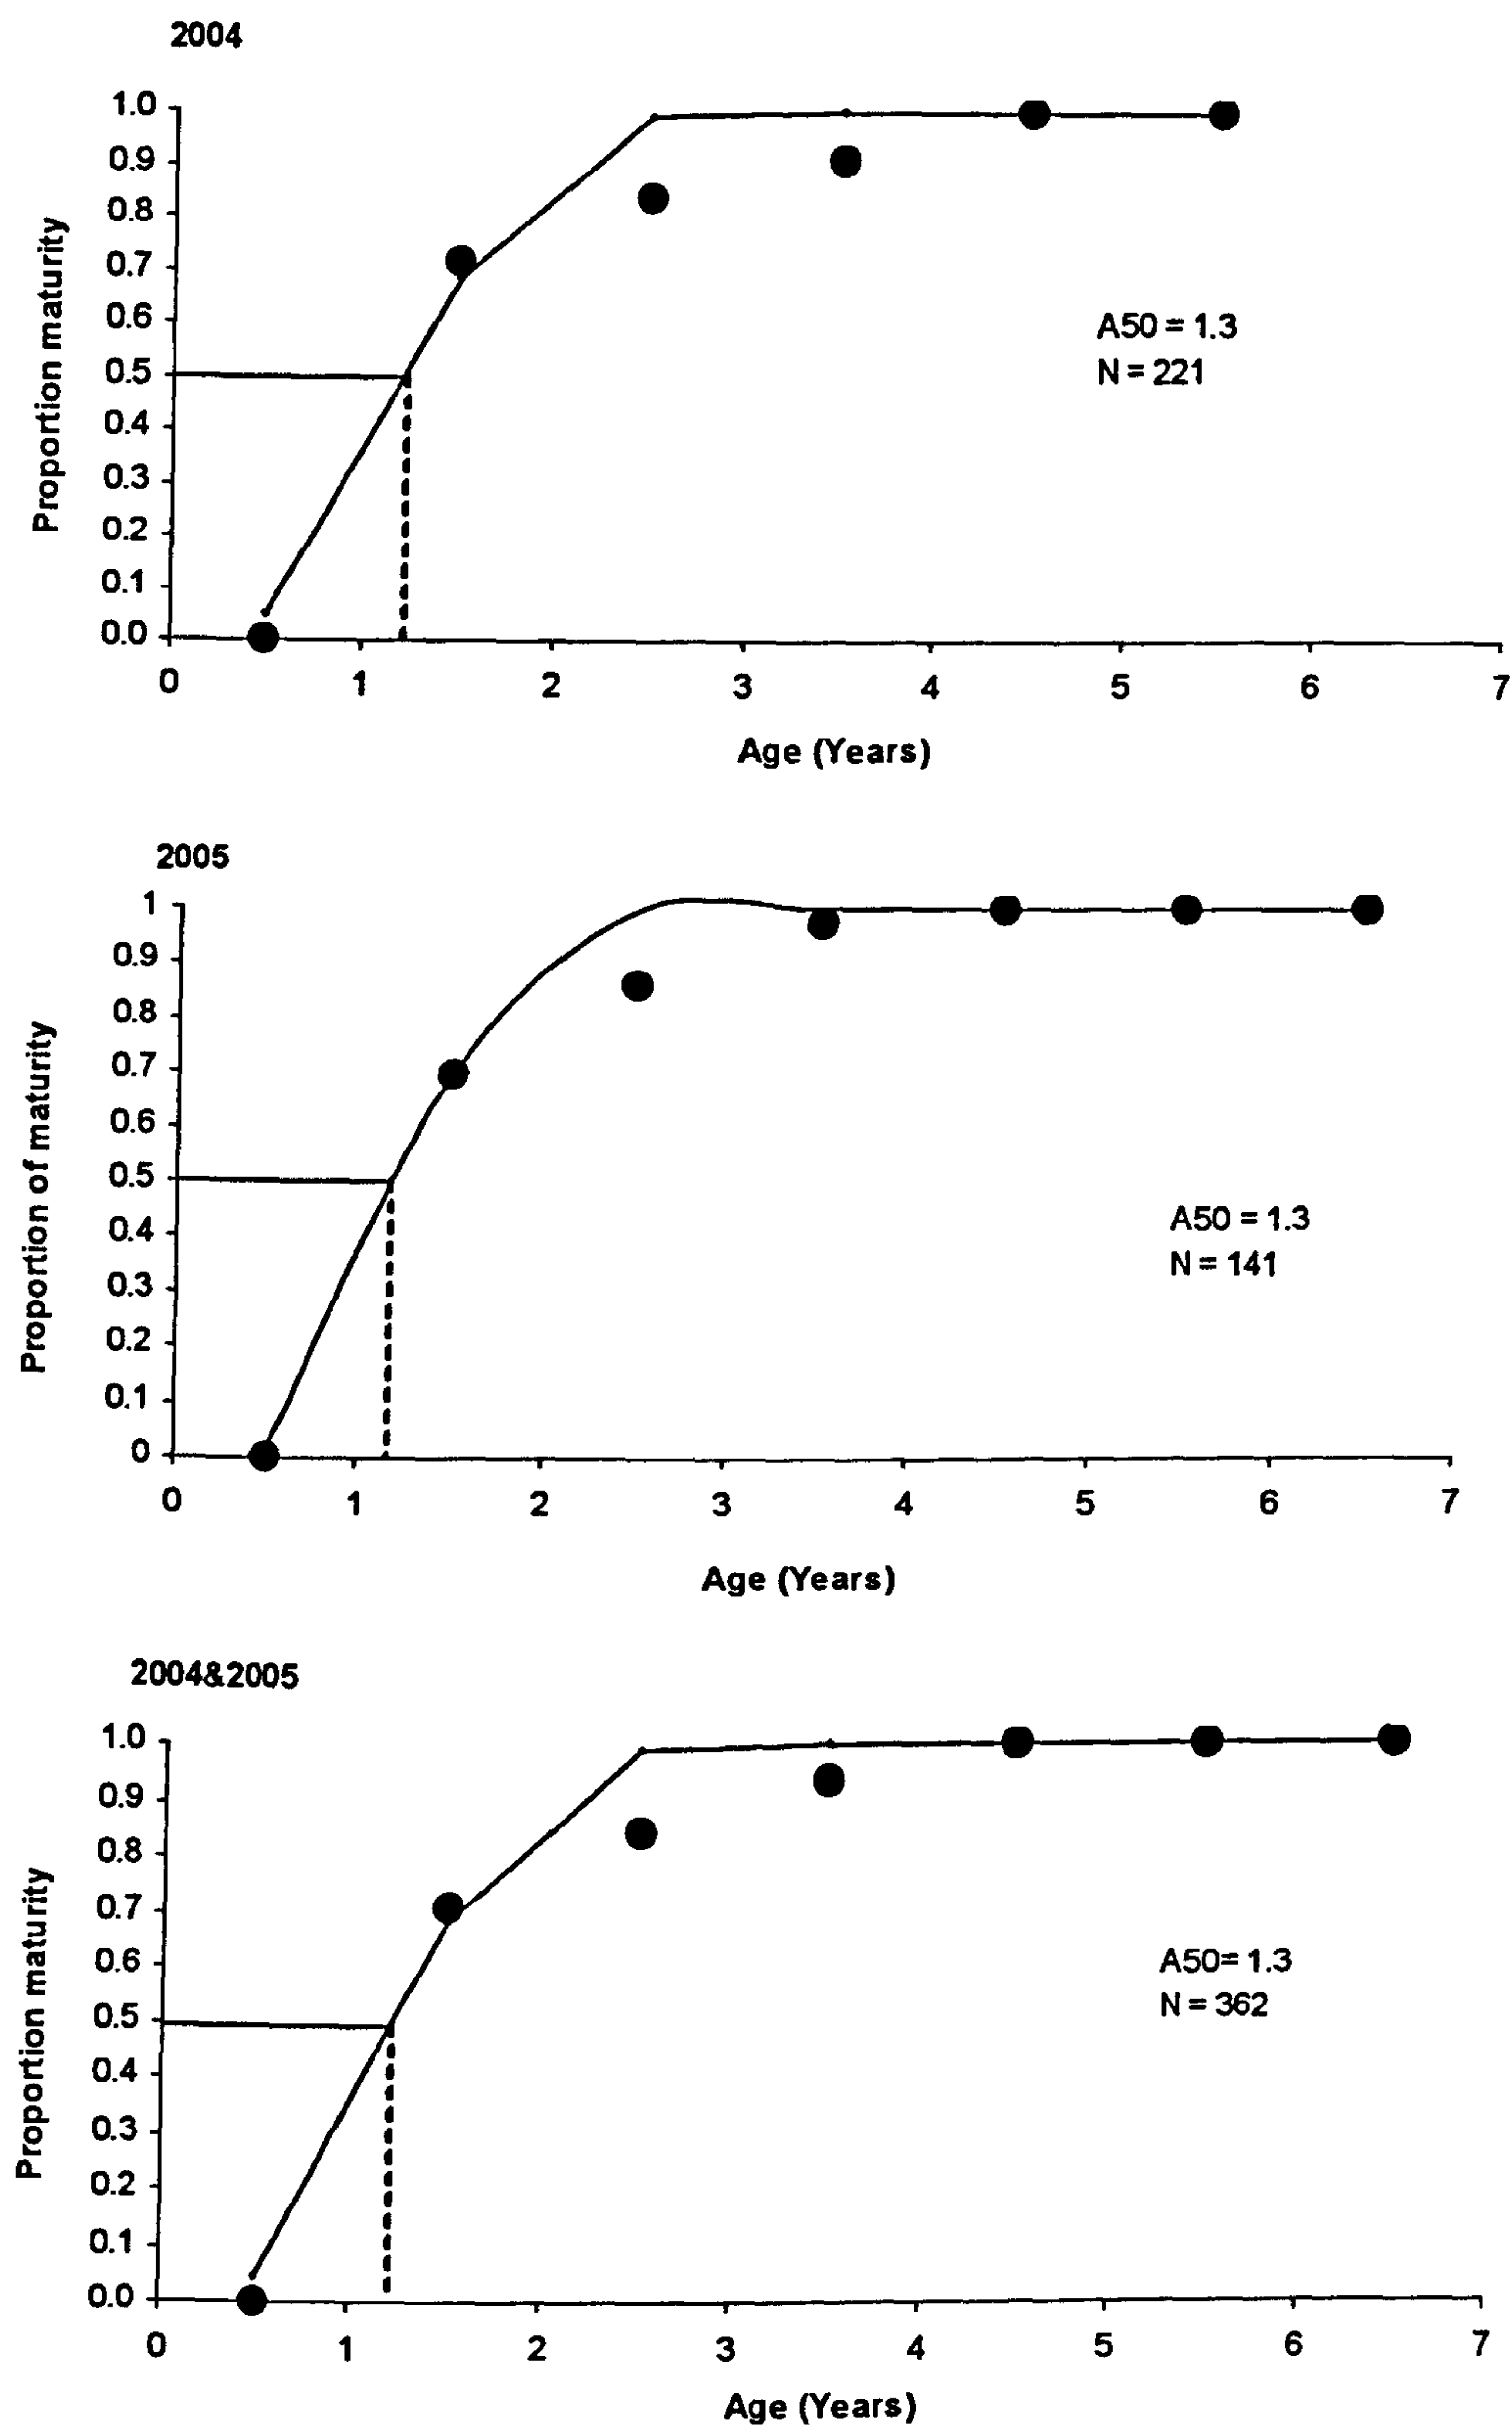 2004
1.0
0.9
0.8
0.7
0.6
0.5
0.4
0.3
0.2
0.1
0.0
Proportion maturity
A50 = 1.3
N = 221
0 1 2 3 4 5 6 7
Age (Years)
2005
1
0.9
0.8
0.7
0.6
0.5
0.4
0.3
0.2
0.1
0
Proportion of maturity
A50 = 1.3
N = 141
0 1 2 3 4 5 6 7
Age (Years)
2004&2005
1.0
0.9
0.8
0.7
0.6
0.5
0.4
0.3
0.2
0.1
0.0
Proportion maturity
A50= 1.3
N = 362
0 1 2 3 4 5 6 7
Age (Years)